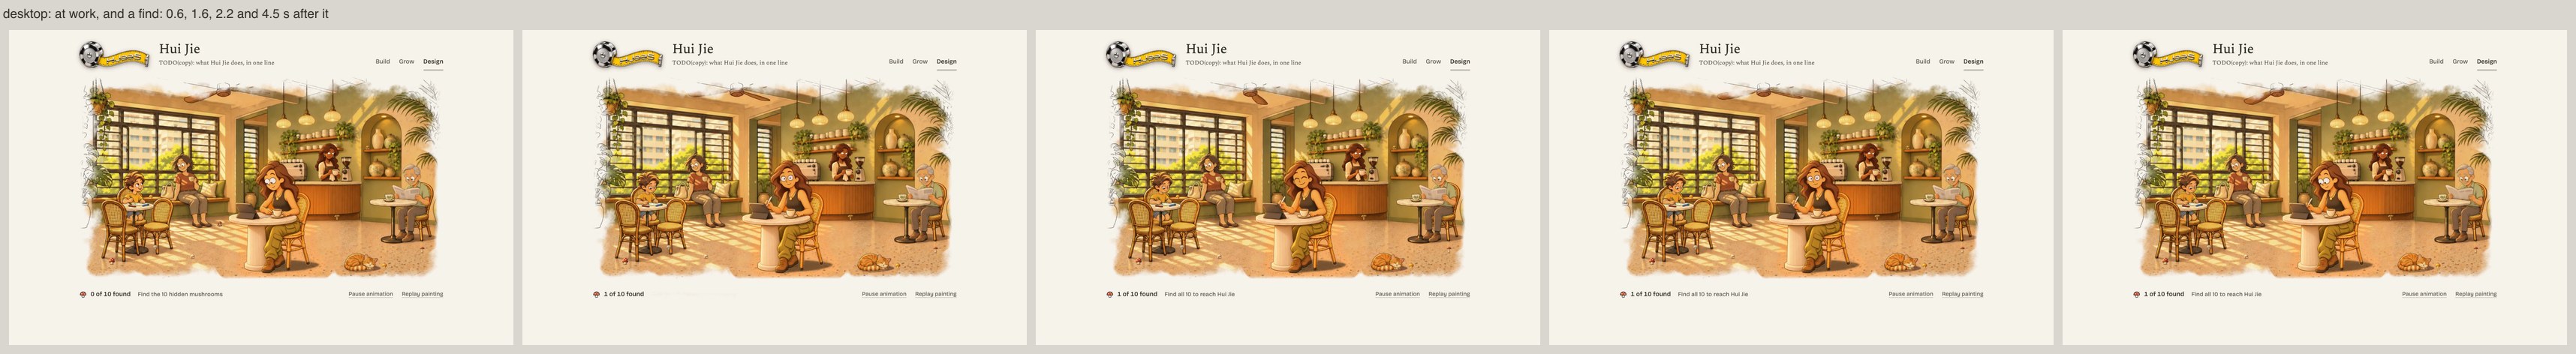 desktop: at work, and a find: 0.6, 1.6, 2.2 and 4.5 s after it
Hui Jie
TODO(copy): what Hui Jie does, in one line
Build Grow Design
0 of 10 found Find the 10 hidden mushrooms
Pause animation Replay painting
Hui Jie
TODO(copy): what Hui Jie does, in one line
Build Grow Design
1 of 10 found
Pause animation Replay painting
Hui Jie
TODO(copy): what Hui Jie does, in one line
Build Grow Design
1 of 10 found Find all 10 to reach Hui Jie
Pause animation Replay painting
Hui Jie
TODO(copy): what Hui Jie does, in one line
Build Grow Design
1 of 10 found Find all 10 to reach Hui Jie
Pause animation Replay painting
Hui Jie
TODO(copy): what Hui Jie does, in one line
Build Grow Design
1 of 10 found Find all 10 to reach Hui Jie
Pause animation Replay painting